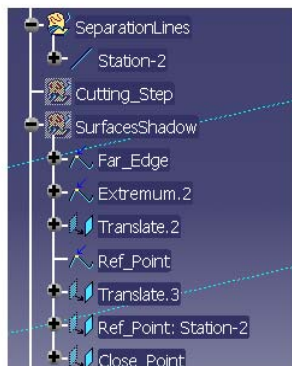 SeparationLines
Station-2
Cutting_Step
SurfacesShadow
Far_Edge
Extremum.2
Translate.2
Ref_Point
Translate.3
Ref_Point: Station-2
Close_Point